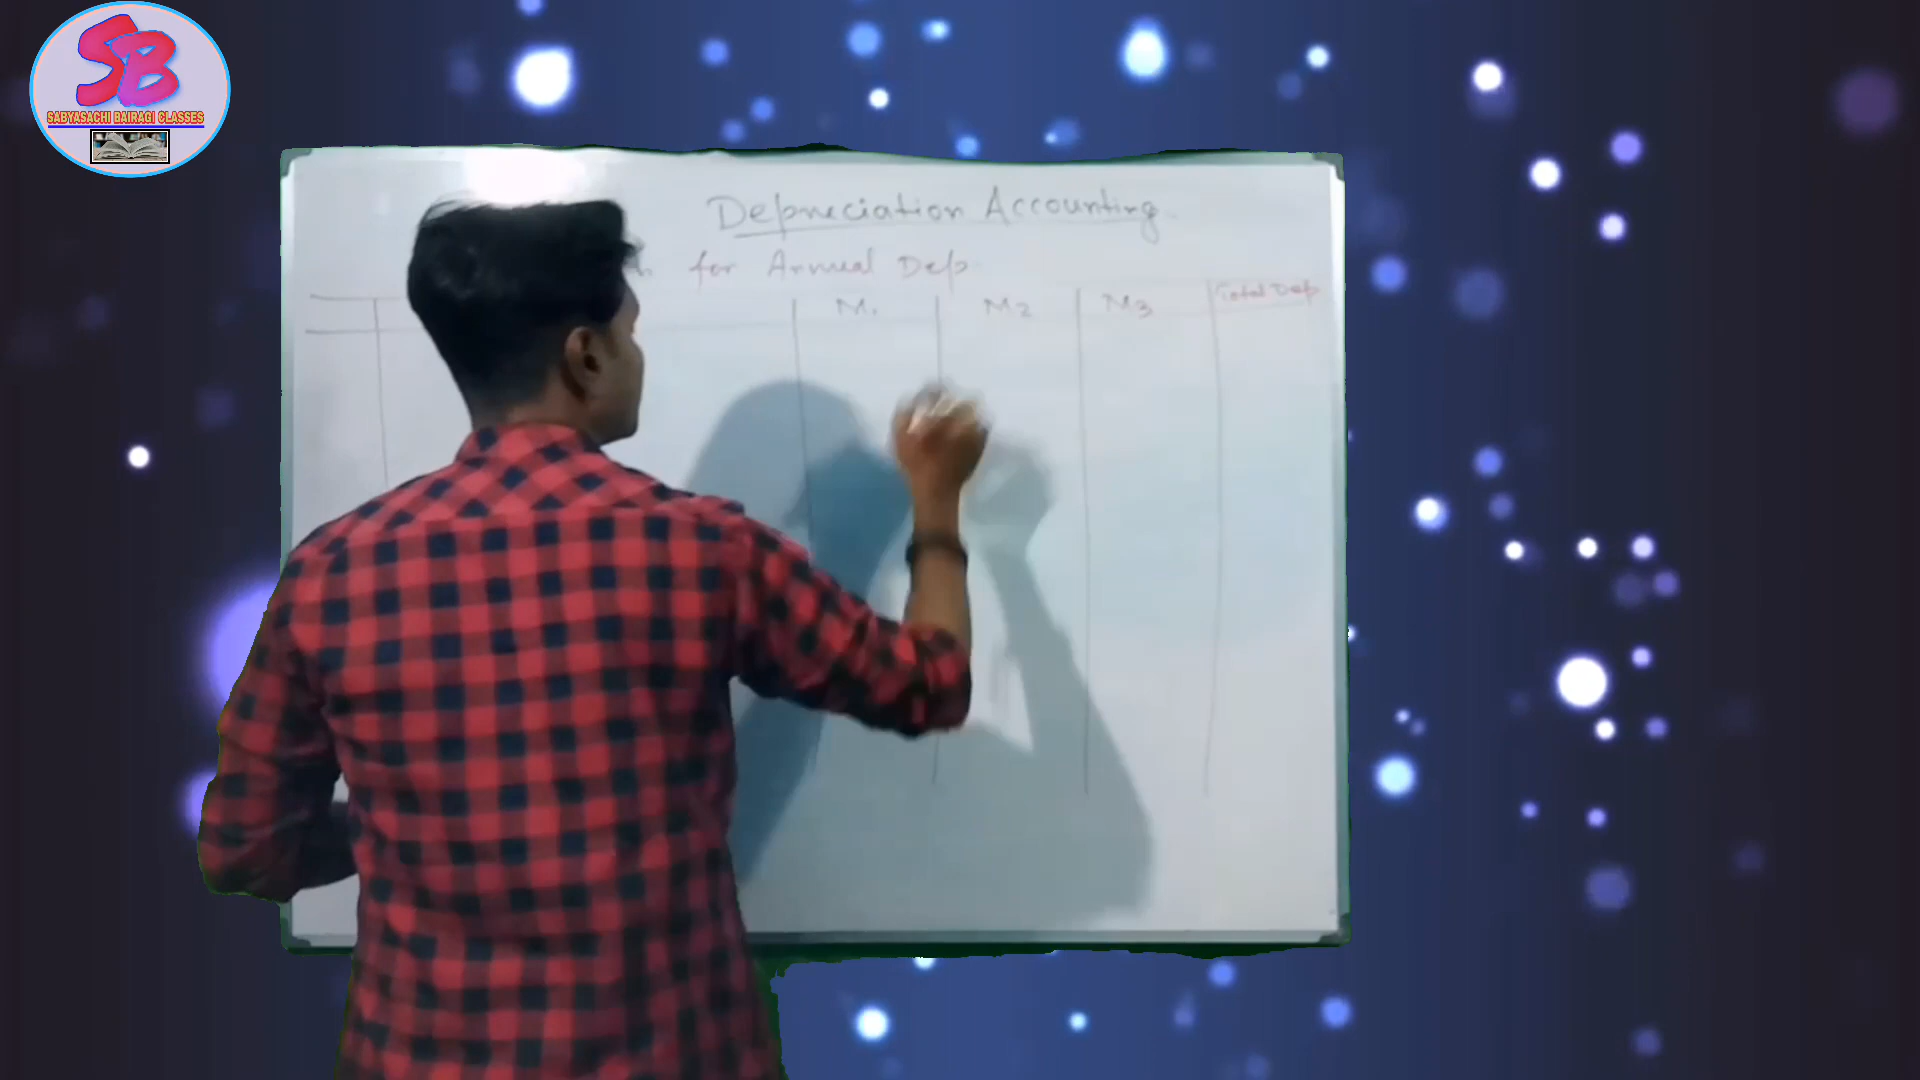 SB
SABYASACHI BAIRAGI CLASSES
Depreciation Accounting
for Annual Dep
M1 M2 M3 Total Dep